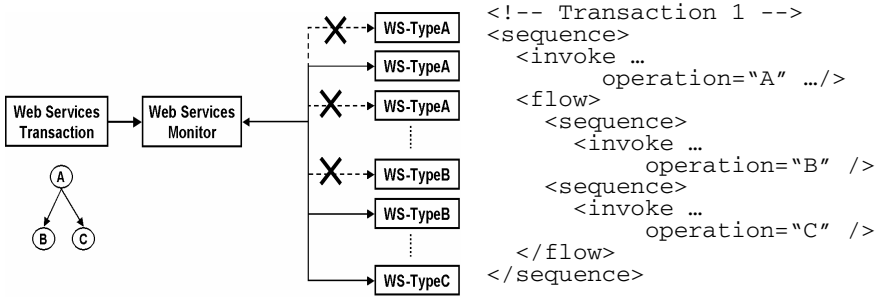 Web Services
Transaction
Web Services
Monitor
A
B
C
WS-TypeA
WS-TypeA
WS-TypeA
WS-TypeB
WS-TypeB
WS-TypeC
<!-- Transaction 1 -->
<sequence>
<invoke …
operation=“A” …/>
<flow>
<sequence>
<invoke …
operation=“B” />
<sequence>
<invoke …
operation=“C” />
</flow>
</sequence>